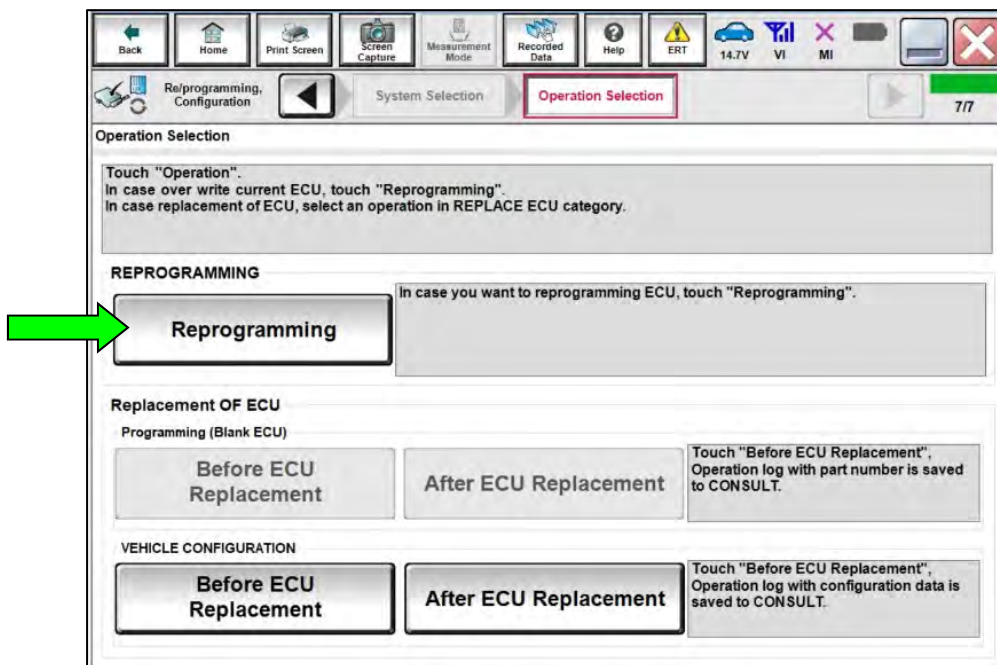 Back
Home
Print Screen
Screen
Capture
Measurement
Mode
Recorded
Data
Help
ERT
14.7V
VI
MI
Re/programming,
Configuration
System Selection
Operation Selection
7/7
Operation Selection
Touch "Operation".
In case over write current ECU, touch "Reprogramming".
In case replacement of ECU, select an operation in REPLACE ECU category.
REPROGRAMMING
Reprogramming
In case you want to reprogramming ECU, touch "Reprogramming".
Replacement OF ECU
Programming (Blank ECU)
Before ECU
Replacement
After ECU Replacement
Touch "Before ECU Replacement",
Operation log with part number is saved
to CONSULT.
VEHICLE CONFIGURATION
Before ECU
Replacement
After ECU Replacement
Touch "Before ECU Replacement",
Operation log with configuration data is
saved to CONSULT.